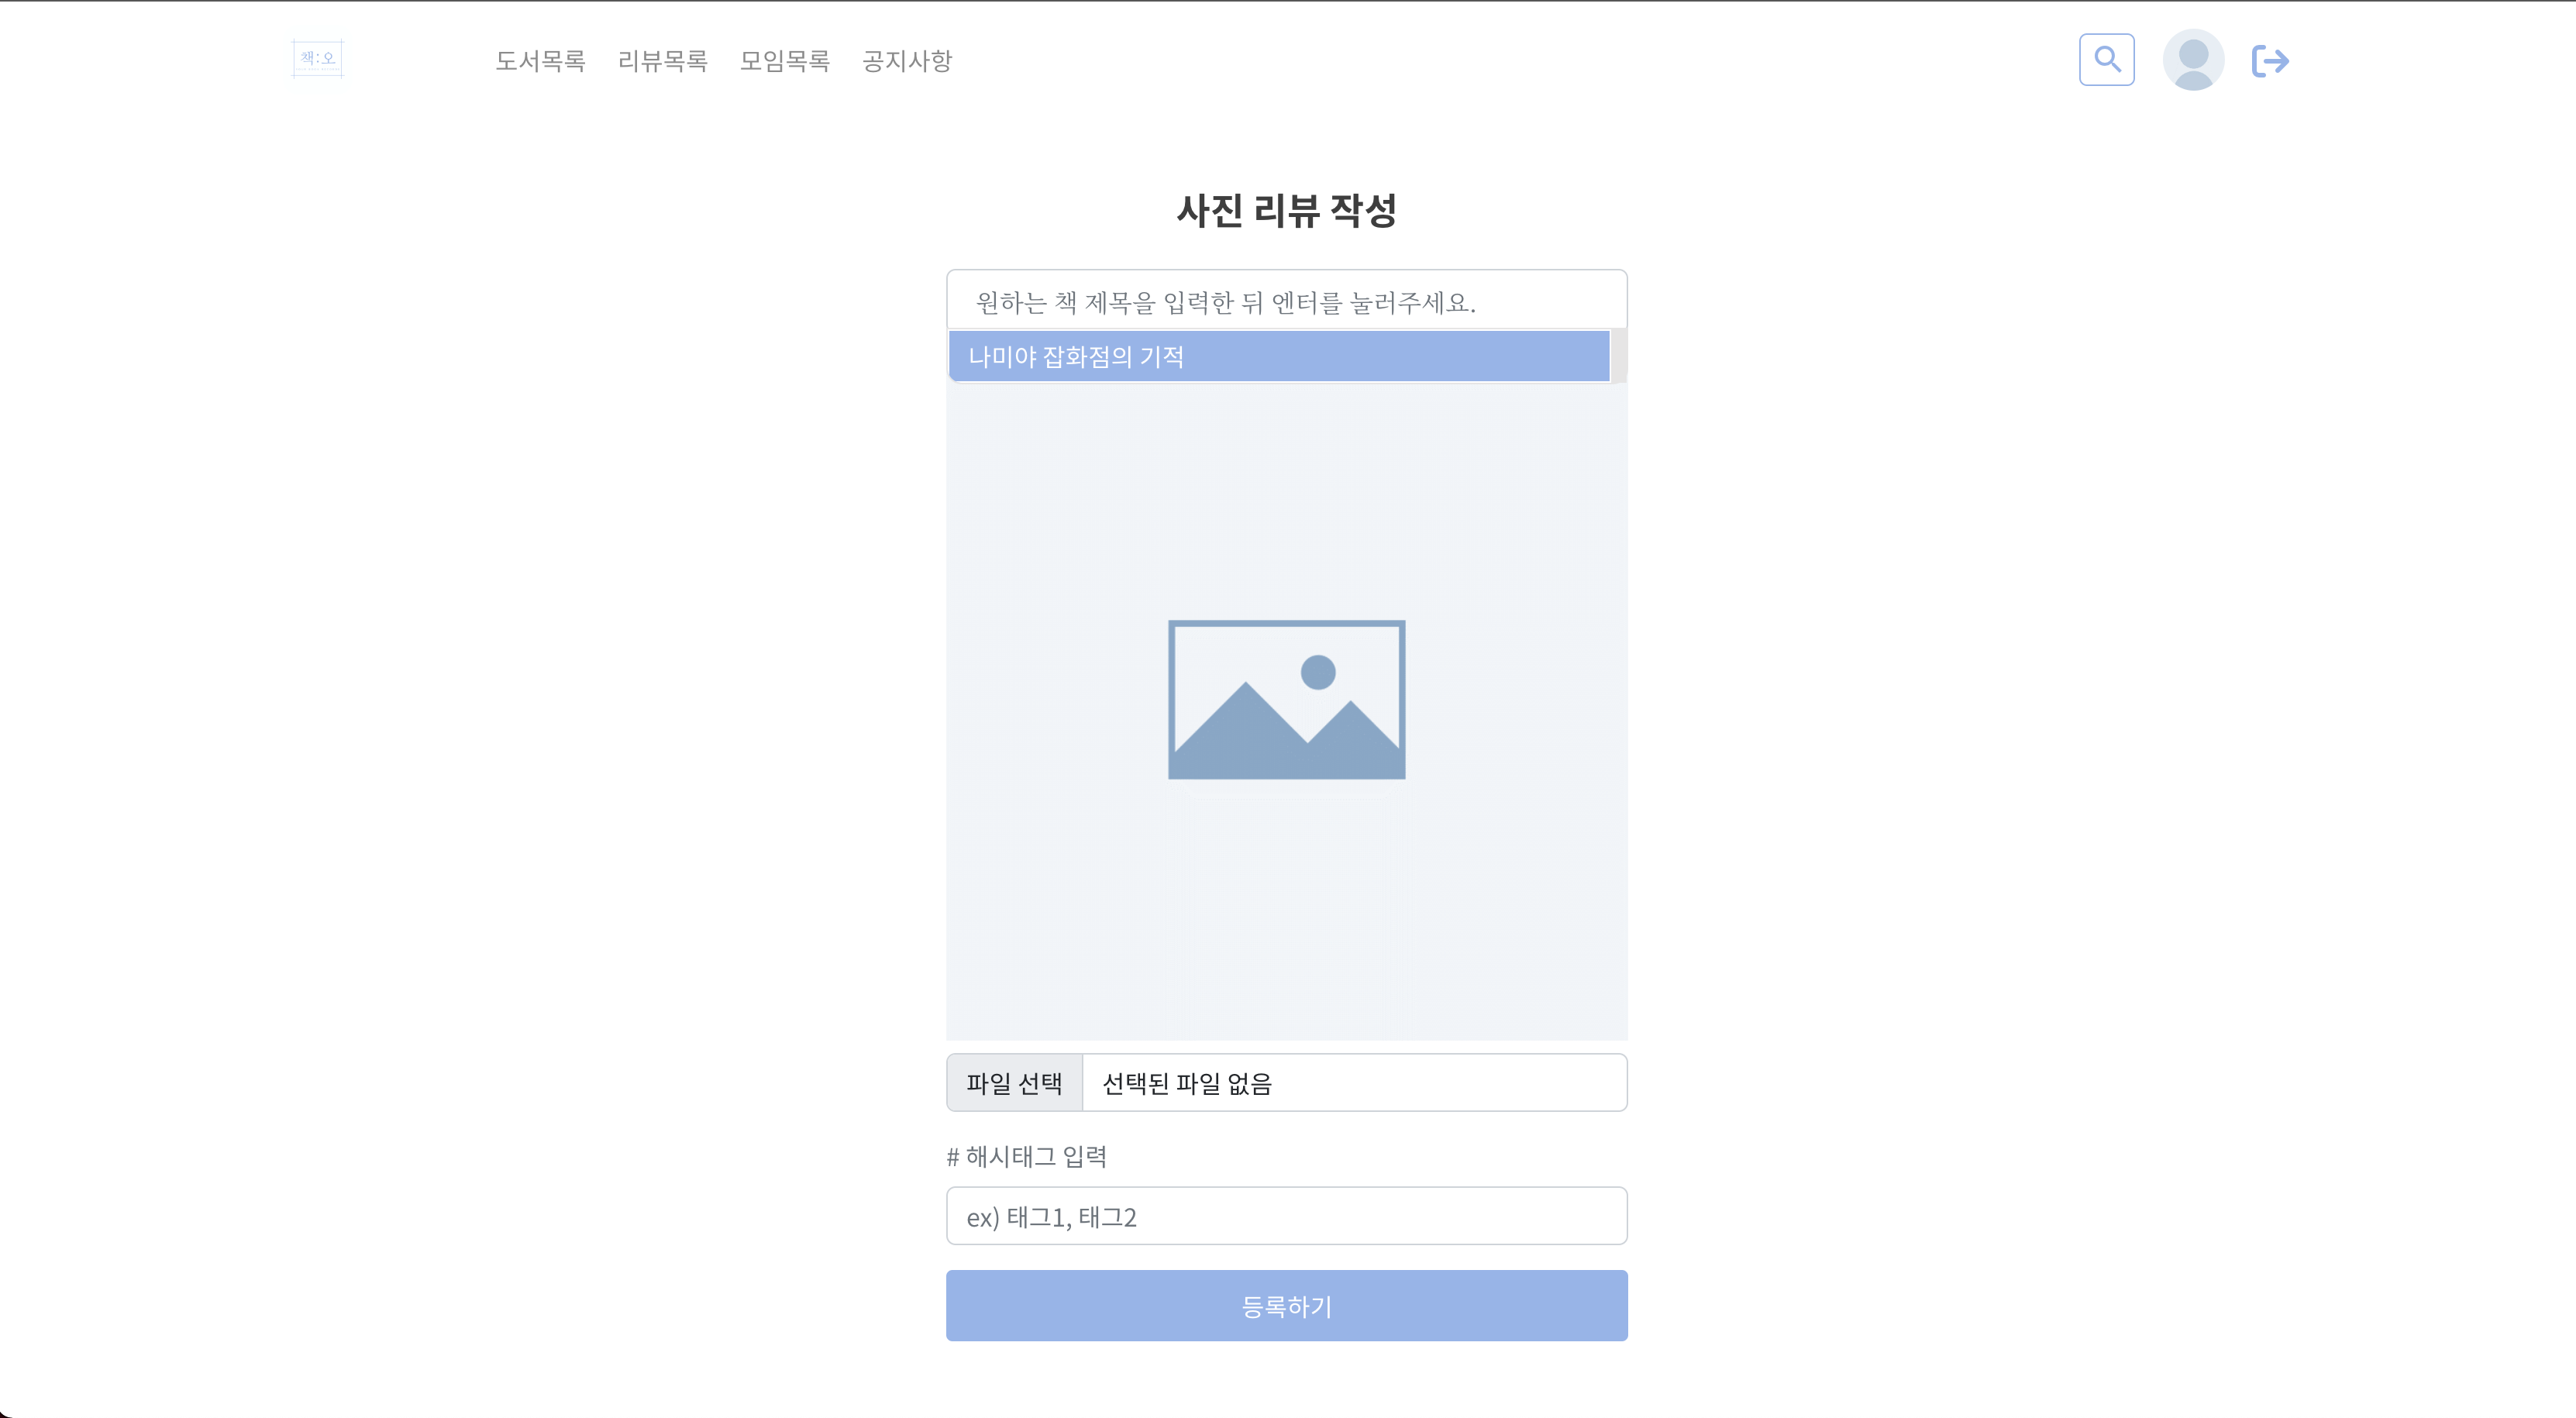 책:오
도서목록 리뷰목록 모임목록 공지사항
사진 리뷰 작성
원하는 책 제목을 입력한 뒤 엔터를 눌러주세요.
나미야 잡화점의 기적
파일 선택 선택된 파일 없음
# 해시태그 입력
ex) 태그1, 태그2
등록하기